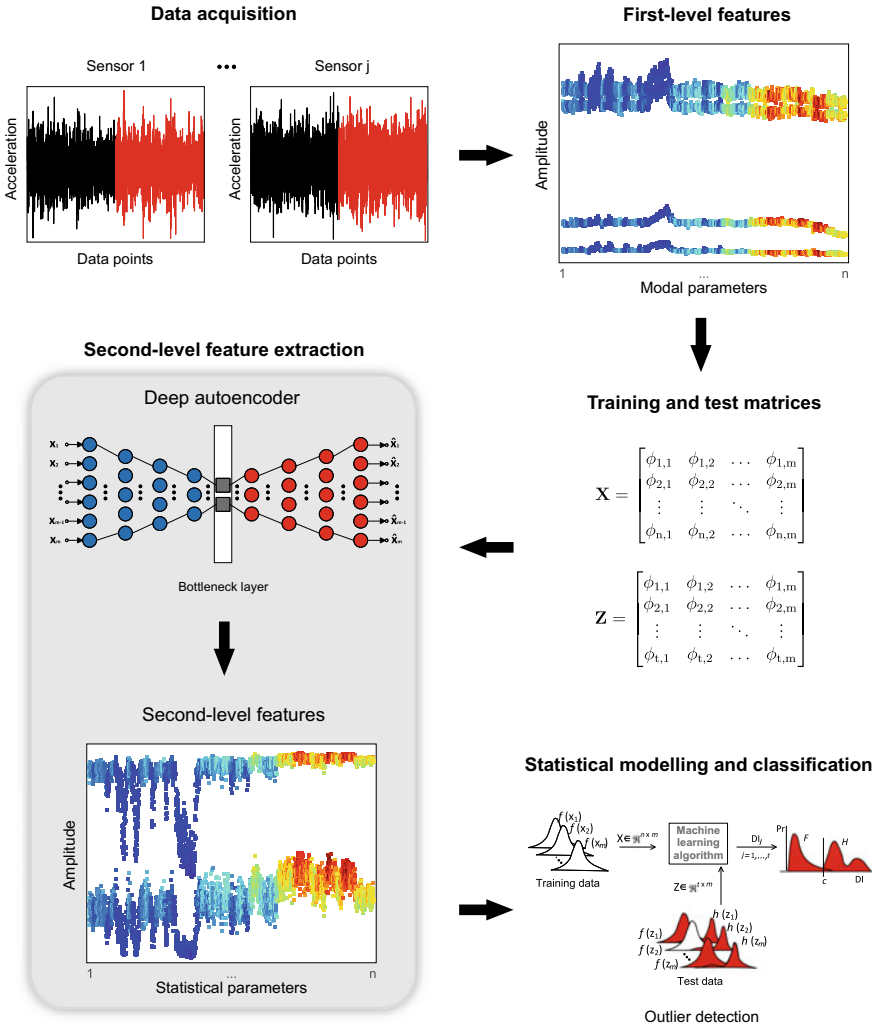 Data acquisition
Sensor 1
...
Sensor j
Acceleration
Data points
Acceleration
Data points
First-level features
Amplitude
1 ... n
Modal parameters
Training and test matrices
X = [ϕ1,1 ϕ1,2 … ϕ1,m
ϕ2,1 ϕ2,2 … ϕ2,m
⋮ ⋮ ⋱ ⋮
ϕn,1 ϕn,2 … ϕn,m]
Z = [ϕ1,1 ϕ1,2 … ϕ1,m
ϕ2,1 ϕ2,2 … ϕ2,m
⋮ ⋮ ⋱ ⋮
ϕt,1 ϕt,2 … ϕt,m]
Second-level feature extraction
Deep autoencoder
x1 x̂1
x2 x̂2
xm-1 x̂m-1
xm x̂m
Bottleneck layer
Second-level features
Amplitude
1 ... n
Statistical parameters
Statistical modelling and classification
f (x1)
f (x2)
f (xm)
Training data
X∈ ℜn x m
Machine
learning
algorithm
DIj
j = 1,...,t
Pr
F
H
c
DI
Z∈ ℜt x m
h (z1)
h (z2)
h (zm)
f (z1)
f (z2)
f (zm)
Test data
Outlier detection